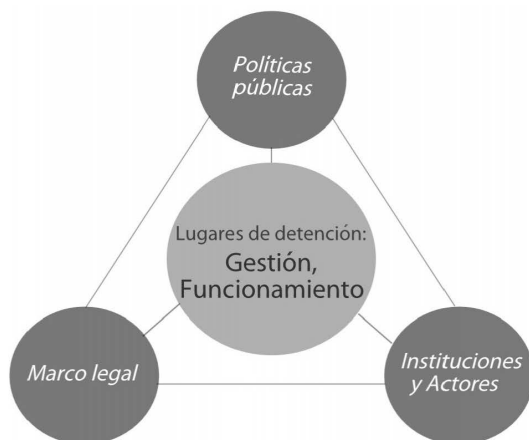 Políticas
públicas
Lugares de detención:
Gestión,
Funcionamiento
Marco legal
Instituciones
y Actores